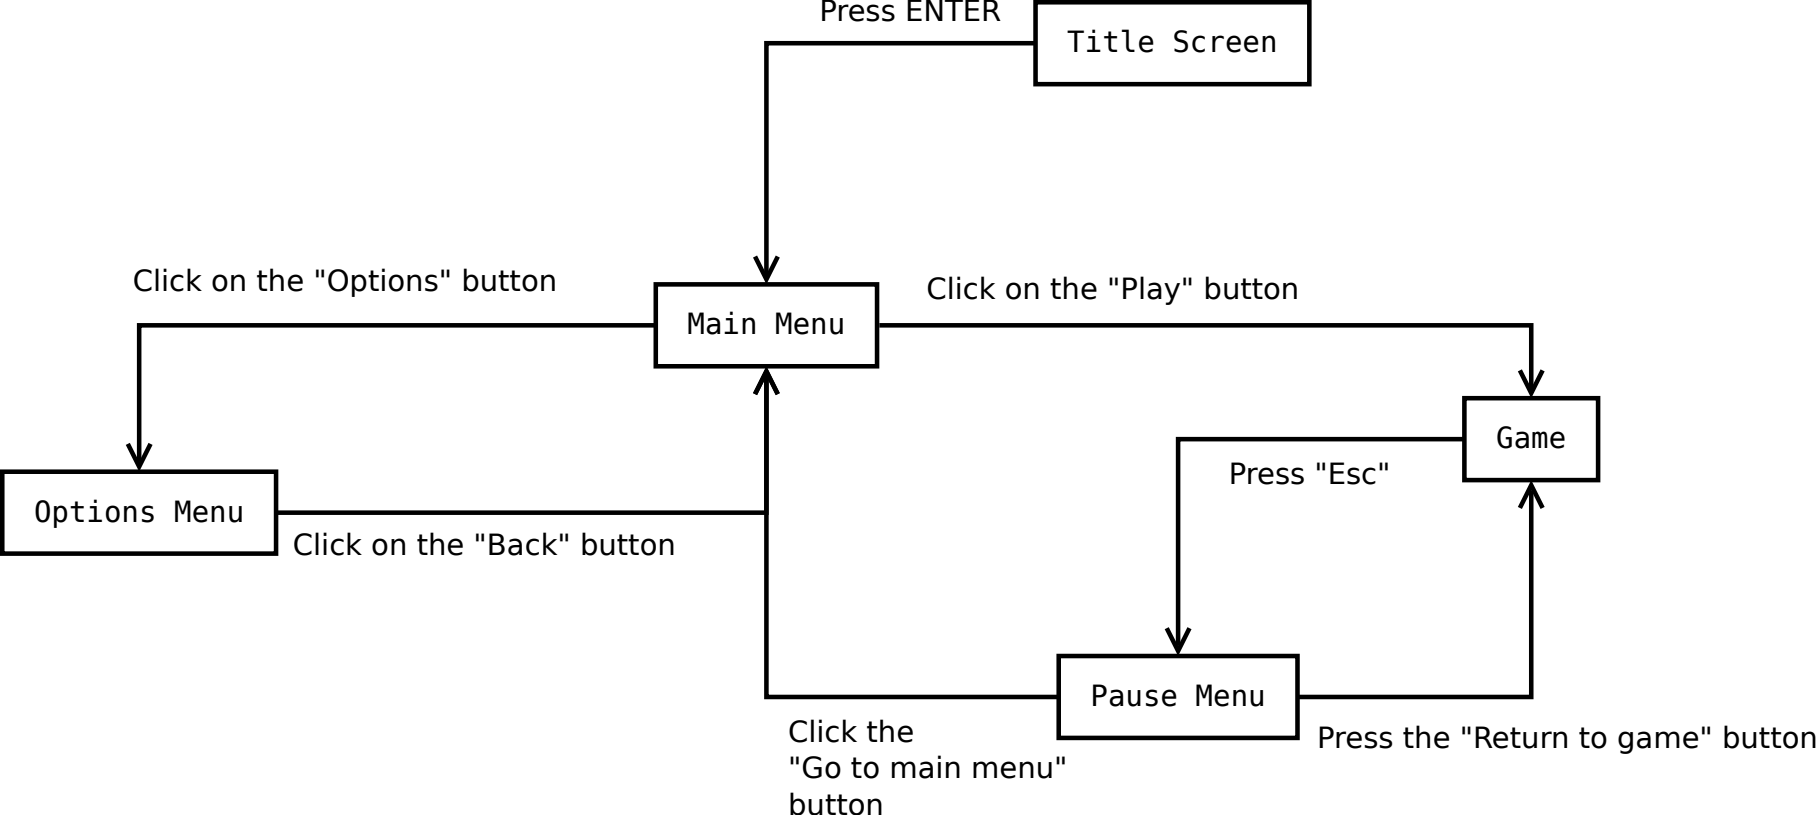 Press ENTER
Title Screen
Click on the "Options" button
Main Menu
Click on the "Play" button
Game
Press "Esc"
Options Menu
Click on the "Back" button
Pause Menu
Click the
"Go to main menu"
button
Press the "Return to game" button